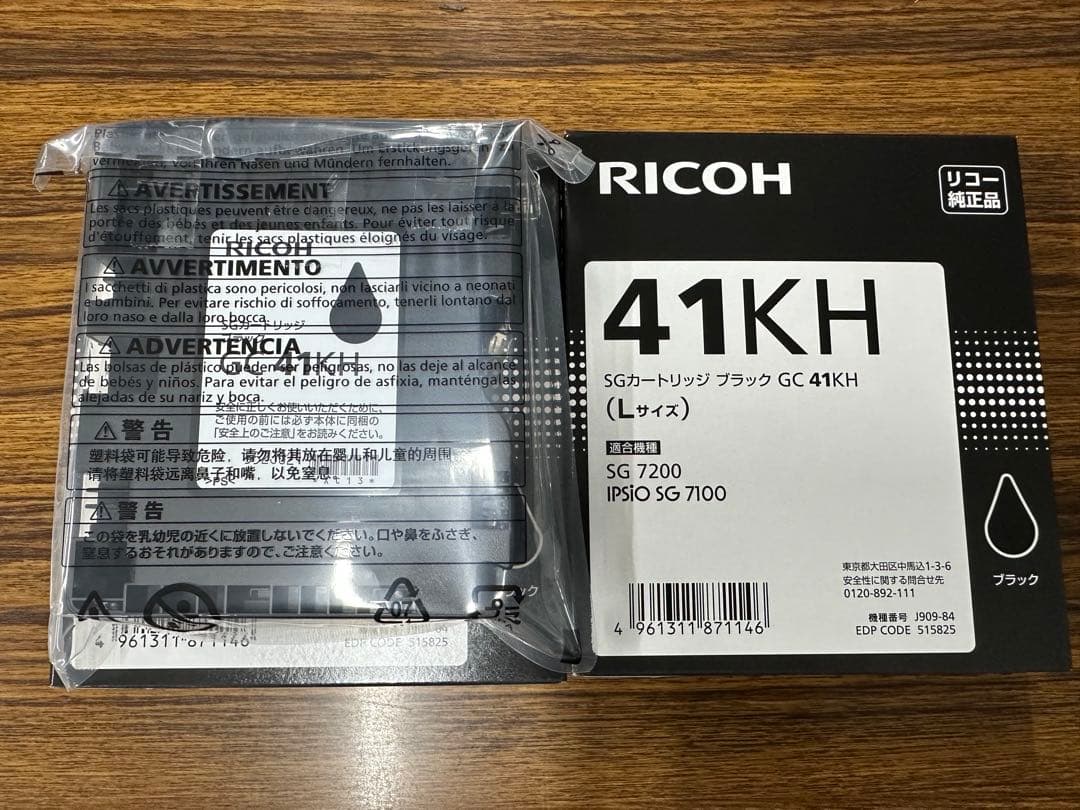 vermeiden, von Ihren Nasen und Mündern fernhalten.
AVERTISSEMENT
Les sacs plastiques peuvent être dangereux, ne pas les laisser à la
portée des bébés et des jeunes enfants. Pour éviter tout risque
d'étouffement, tenir les sacs plastiques éloignés du visage.
RICOH
AVVERTIMENTO
I sacchetti di plastica sono pericolosi, non lasciarli vicino a neonati
e bambini. Per evitare rischio di soffocamento, tenerli lontano dal
loro naso e dalla loro bocca.
SGカートリッジ
ADVERTENCIA
GC 41KH
Las bolsas de plástico pueden ser peligrosas, no las deje al alcance
de bebés y niños. Para evitar el peligro de asfixia, manténgalas
alejadas de su nariz y boca.
安全に正しくお使いいただくために、
ご使用の前には必ず本体に同梱の
「安全上のご注意」をお読みください。
警告
塑料袋可能导致危险，请勿将其放在婴儿和儿童的周围
请将塑料袋远离鼻子和嘴，以免窒息。
>PS<
警告
この袋を乳幼児の近くに放置しないでください。口や鼻をふさぎ、
窒息するおそれがありますので、ご注意ください。
07
4 961311 871146
EDP CODE 515825
RICOH
リコー
純正品
41KH
SGカートリッジ ブラック GC 41KH
(Lサイズ)
適合機種
SG 7200
IPSiO SG 7100
ブラック
東京都大田区中馬込1-3-6
安全性に関する問合せ先
0120-892-111
機種番号 J909-84
EDP CODE 515825
4 961311 871146